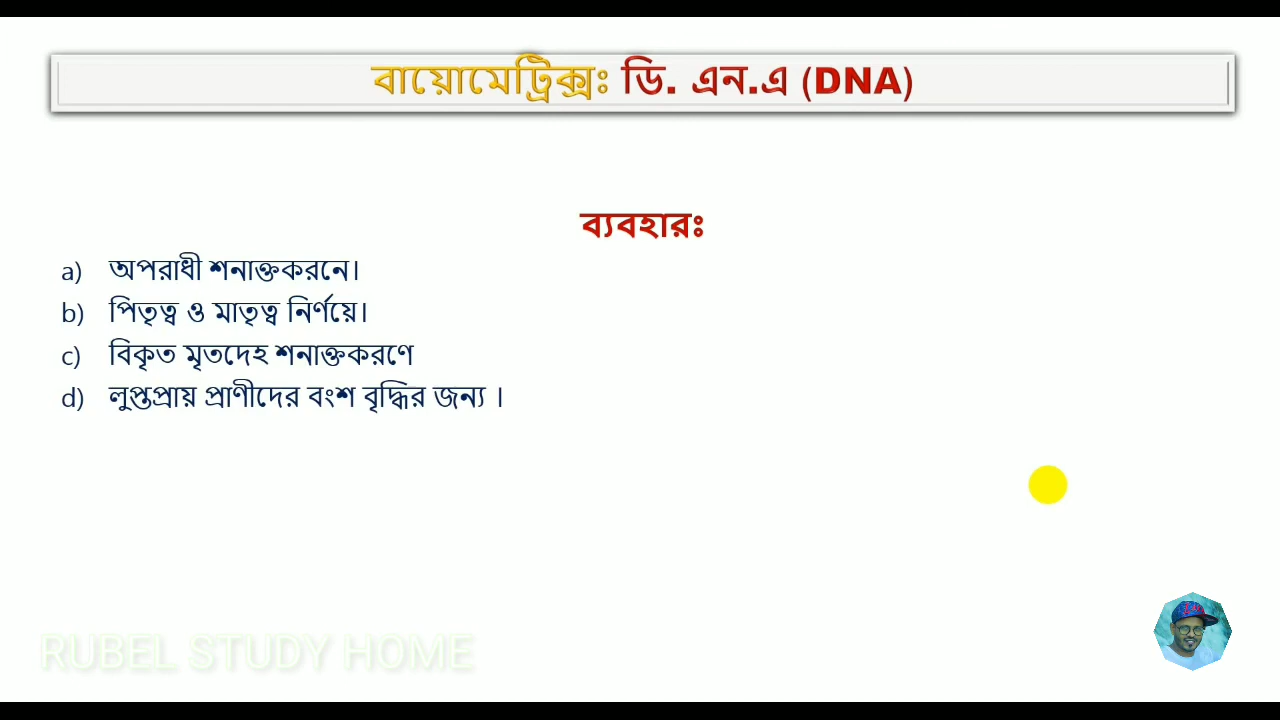 বায়োমেট্রিক্সঃ ডি. এন.এ (DNA)
ব্যবহারঃ
a) অপরাধী শনাক্তকরনে।
b) পিতৃত্ব ও মাতৃত্ব নির্ণয়ে।
c) বিকৃত মৃতদেহ শনাক্তকরণে
d) লুপ্তপ্রায় প্রাণীদের বংশ বৃদ্ধির জন্য ।
RUBEL STUDY HOME